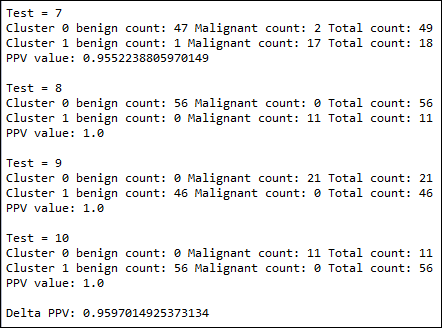 Test = 7
Cluster 0 benign count: 47 Malignant count: 2 Total count: 49
Cluster 1 benign count: 1 Malignant count: 17 Total count: 18
PPV value: 0.9552238805970149
Test = 8
Cluster 0 benign count: 56 Malignant count: 0 Total count: 56
Cluster 1 benign count: 0 Malignant count: 11 Total count: 11
PPV value: 1.0
Test = 9
Cluster 0 benign count: 0 Malignant count: 21 Total count: 21
Cluster 1 benign count: 46 Malignant count: 0 Total count: 46
PPV value: 1.0
Test = 10
Cluster 0 benign count: 0 Malignant count: 11 Total count: 11
Cluster 1 benign count: 56 Malignant count: 0 Total count: 56
PPV value: 1.0
Delta PPV: 0.9597014925373134